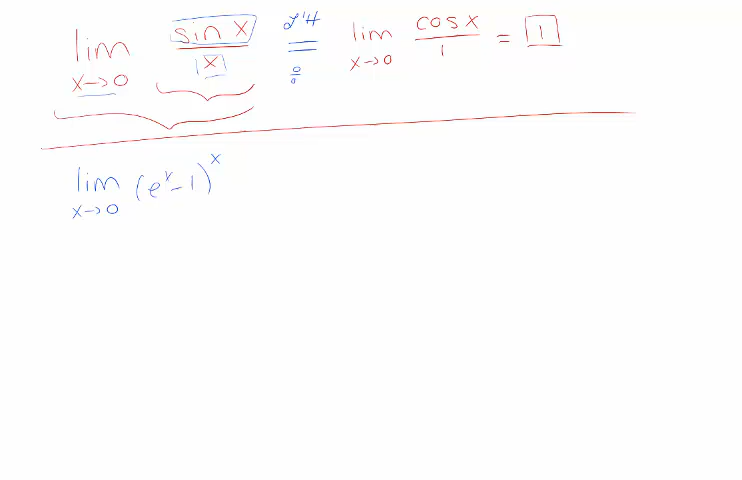 lim x→0 sin x / x = L'H 0/0 lim x→0 cos x / 1 = 1
lim x→0 (e^x - 1)^x